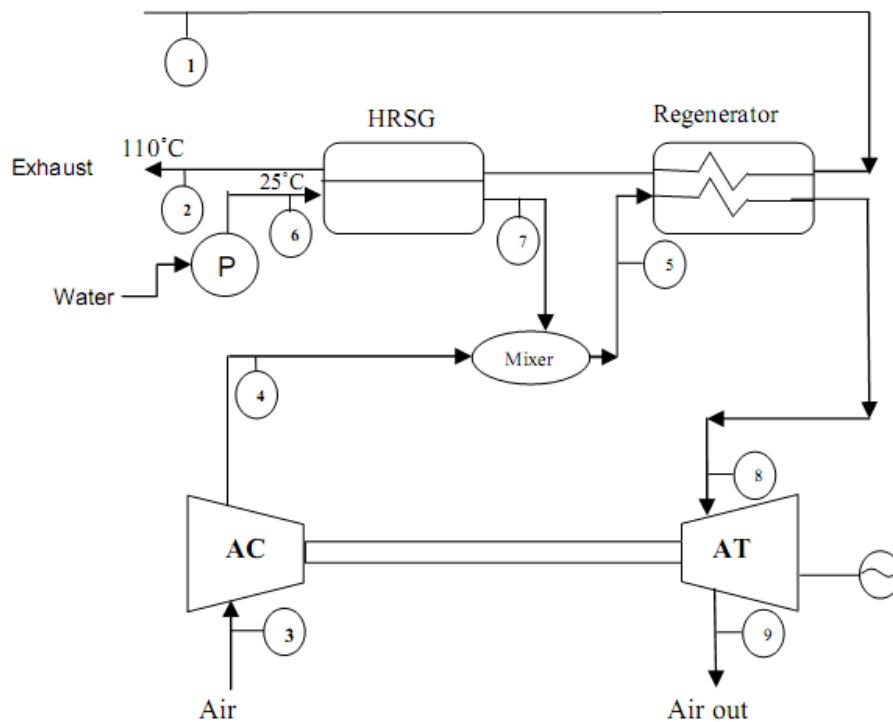 1
HRSG
Regenerator
Exhaust
110˚C
25˚C
2
6
7
5
P
Water
Mixer
4
8
AC
AT
3
9
Air
Air out